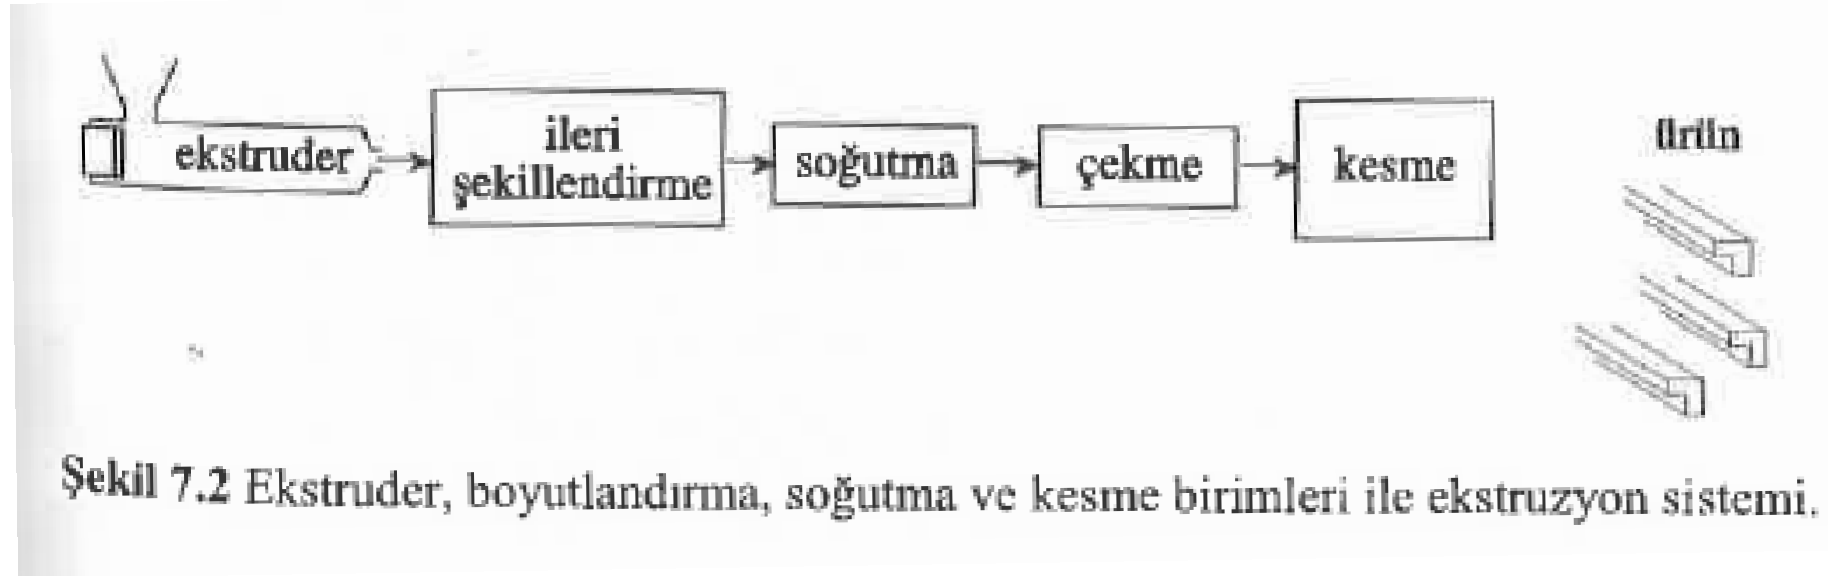 ekstruder
ileri
şekillendirme
soğutma
çekme
kesme
ürün
Şekil 7.2 Ekstruder, boyutlandırma, soğutma ve kesme birimleri ile ekstruzyon sistemi.